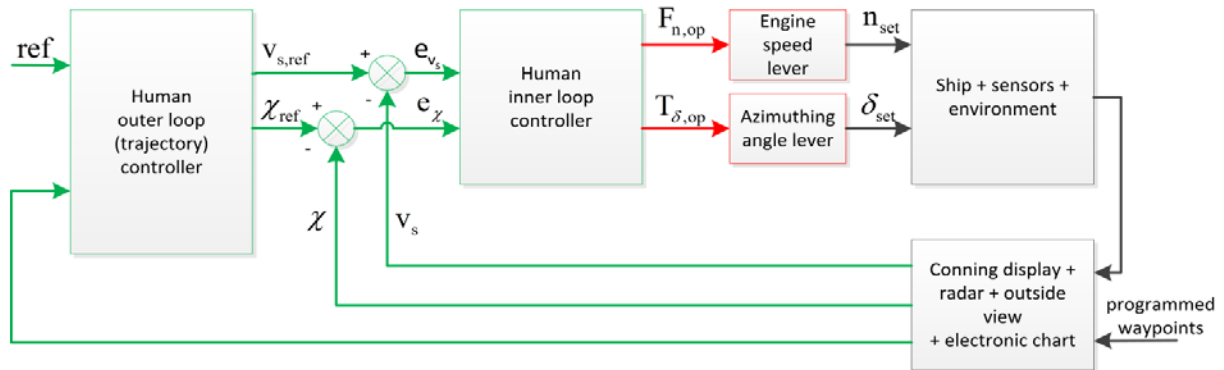 ref
Human
outer loop
(trajectory)
controller
v_s,ref
χ_ref
+
-
+
-
e_v_s
e_χ
Human
inner loop
controller
F_n,op
T_δ,op
Engine
speed
lever
Azimuthing
angle lever
n_set
δ_set
Ship + sensors +
environment
χ
v_s
Conning display +
radar + outside
view
+ electronic chart
programmed
waypoints